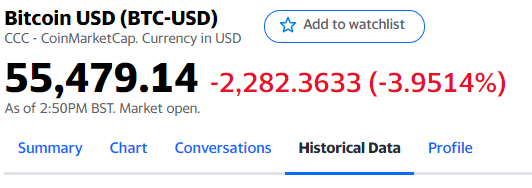 Bitcoin USD (BTC-USD)
Add to watchlist
CCC - CoinMarketCap. Currency in USD
55,479.14 -2,282.3633 (-3.9514%)
As of 2:50PM BST. Market open.
Summary Chart Conversations Historical Data Profile